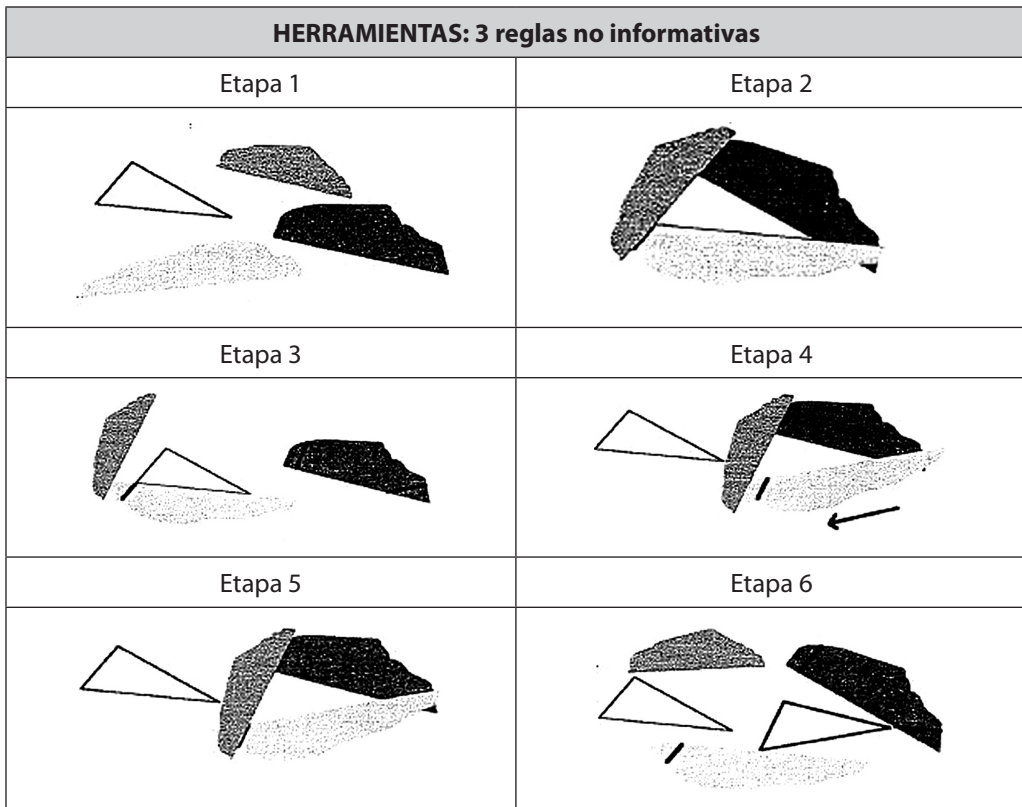 HERRAMIENTAS: 3 reglas no informativas
Etapa 1
Etapa 2
Etapa 3
Etapa 4
Etapa 5
Etapa 6